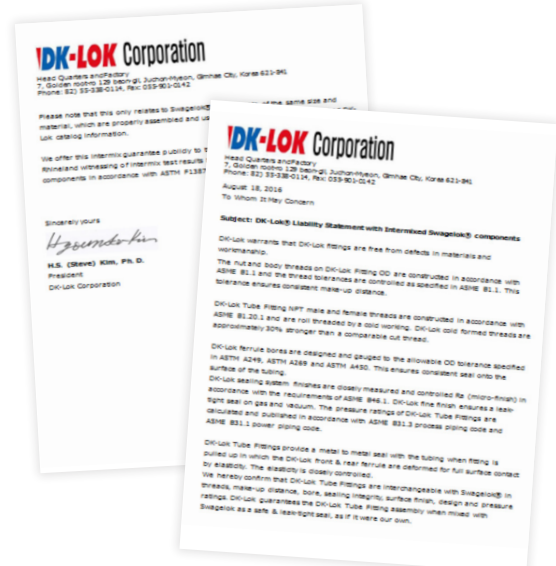 DK-LOK Corporation
Head Quarters and Factory
7, Golden root-ro 129 beon-gil, Juchon-Myeon, Gimhae City, Korea 621-841
Phone: 82) 55-338-0114, Fax: 055-901-0142
Please note that this only relates to Swagelok® of the same size and
material, which are properly assembled and us
Lok catalog information.
We offer this intermix guarantee publicly to t
Rhineland witnessing of intermix test results
components in accordance with ASTM F1387
Sincerely yours
H.S. (Steve) Kim, Ph. D.
President
DK-Lok Corporation
DK-LOK Corporation
Head Quarters and Factory
7, Golden root-ro 129 beon-gil, Juchon-Myeon, Gimhae City, Korea 621-841
Phone: 82) 55-338-0114, Fax: 055-901-0142
August 18, 2016
To Whom It May Concern
Subject: DK-Lok® Liability Statement with Intermixed Swagelok® components
DK-Lok warrants that DK-Lok fittings are free from defects in materials and
workmanship.
The nut and body threads on DK-Lok Fitting OD are constructed in accordance with
ASME B1.1 and the thread tolerances are controlled as specified in ASME B1.1. This
tolerance ensures consistent make-up distance.
DK-Lok Tube Fitting NPT male and female threads are constructed in accordance with
ASME B1.20.1 and are roll threaded by a cold working. DK-Lok cold formed threads are
approximately 30% stronger than a comparable cut thread.
DK-Lok ferrule bores are designed and gauged to the allowable OD tolerance specified
in ASTM A249, ASTM A269 and ASTM A450. This ensures consistent seal onto the
surface of the tubing.
DK-Lok sealing system finishes are closely measured and controlled Ra (micro-finish) in
accordance with the requirements of ASME B46.1. DK-Lok fine finish ensures a leak-
tight seal on gas and vacuum. The pressure ratings of DK-Lok Tube Fittings are
calculated and published in accordance with ASME B31.3 process piping code and
ASME B31.1 power piping code.
DK-Lok Tube Fittings provide a metal to metal seal with the tubing when fitting is
pulled up in which the DK-Lok front & rear ferrule are deformed for full surface contact
by elasticity. The elasticity is closely controlled.
We hereby confirm that DK-Lok Tube Fittings are interchangeable with Swagelok® in
threads, make-up distance, bore, sealing integrity, surface finish, design and pressure
ratings. DK-Lok guarantees the DK-Lok Tube Fitting assembly when mixed with
Swagelok as a safe & leak-tight seal, as if it were our own.